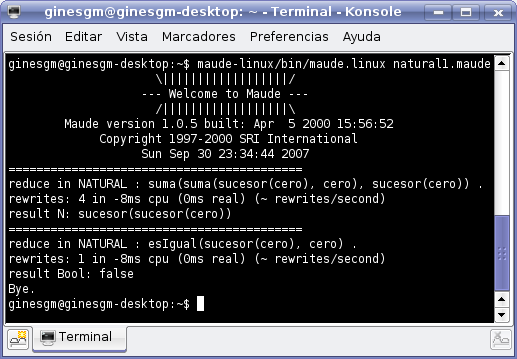 ginesgm@ginesgm-desktop: ~ - Terminal - Konsole
Sesión Editar Vista Marcadores Preferencias Ayuda
ginesgm@ginesgm-desktop:~$ maude-linux/bin/maude.linux natural1.maude
\||||||||||||||||||/
--- Welcome to Maude ---
/||||||||||||||||||\
Maude version 1.0.5 built: Apr  5 2000 15:56:52
Copyright 1997-2000 SRI International
Sun Sep 30 23:34:44 2007
==========================================
reduce in NATURAL : suma(suma(sucesor(cero), cero), sucesor(cero)) .
rewrites: 4 in -8ms cpu (0ms real) (~ rewrites/second)
result N: sucesor(sucesor(cero))
==========================================
reduce in NATURAL : esIgual(sucesor(cero), cero) .
rewrites: 1 in -8ms cpu (0ms real) (~ rewrites/second)
result Bool: false
Bye.
ginesgm@ginesgm-desktop:~$
Terminal